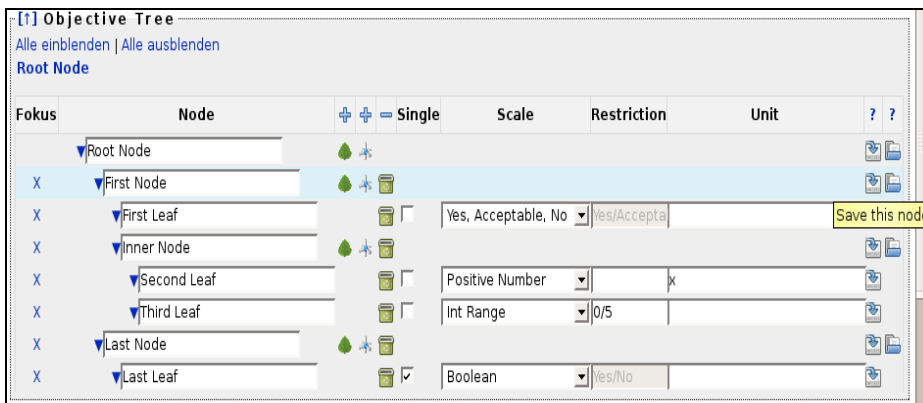 [↑] Objective Tree
Alle einblenden | Alle ausblenden
Root Node
Fokus Node Single Scale Restriction Unit ? ?
Root Node
X First Node
X First Leaf Yes, Acceptable, No Yes/Accepta Save this node
X Inner Node
X Second Leaf Positive Number x
X Third Leaf Int Range 0/5
X Last Node
X Last Leaf Boolean Yes/No